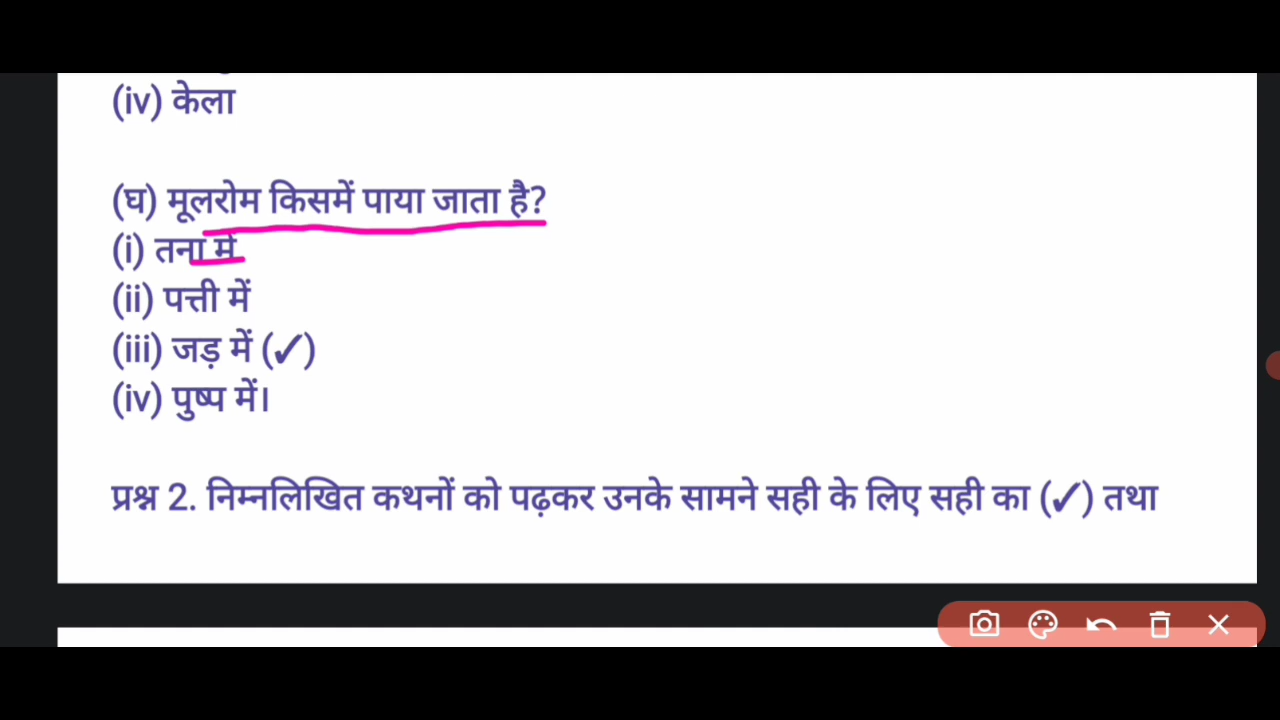 (iv) केला
(घ) मूलरोम किसमें पाया जाता है?
(i) तना में
(ii) पत्ती में
(iii) जड़ में (✓)
(iv) पुष्प में।
प्रश्न 2. निम्नलिखित कथनों को पढ़कर उनके सामने सही के लिए सही का (✓) तथा